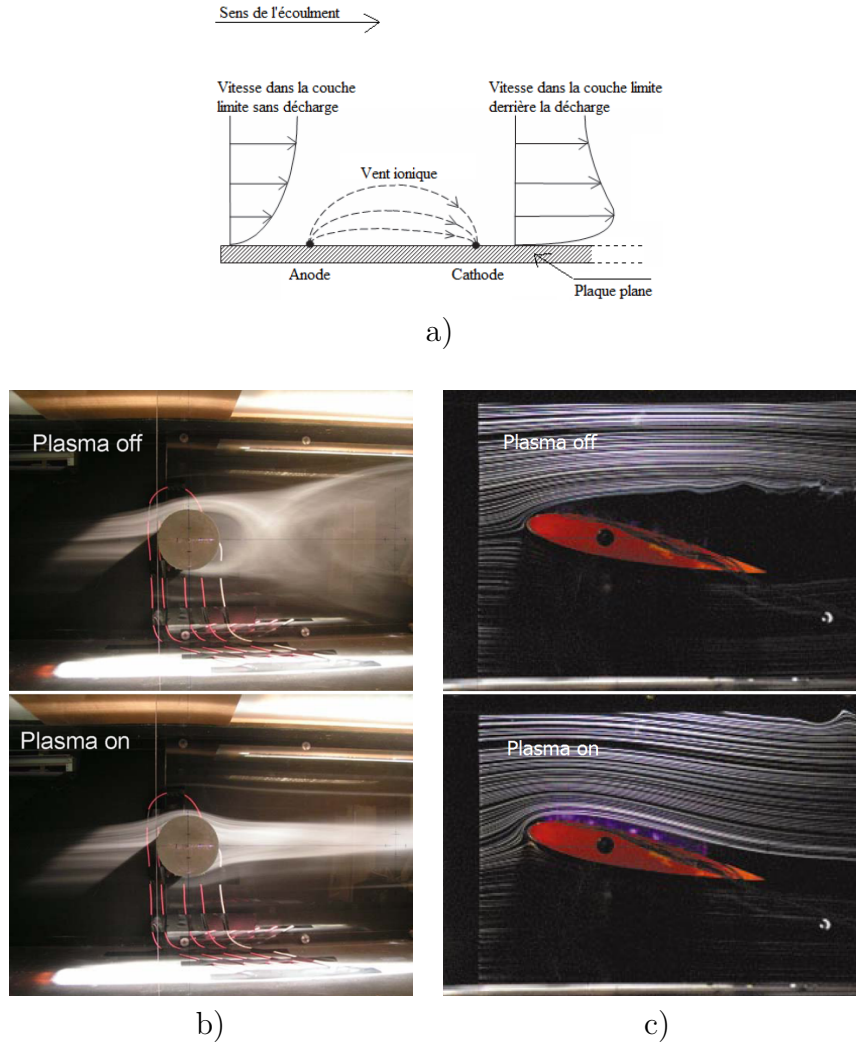 Sens de l'écoulment
Vitesse dans la couche
limite sans décharge
Vitesse dans la couche limite
derrière la décharge
Vent ionique
Anode
Cathode
Plaque plane
a)
Plasma off
Plasma off
Plasma on
Plasma on
b)
c)